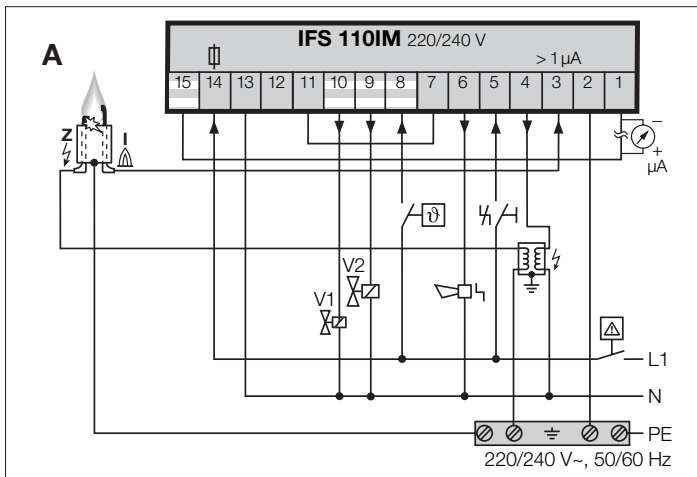 A
IFS 110IM 220/240 V
> 1 μA
15 14 13 12 11 10 9 8 7 6 5 4 3 2 1
Z
I
–
+
μA
ϑ
V2
V1
L1
N
PE
220/240 V~, 50/60 Hz